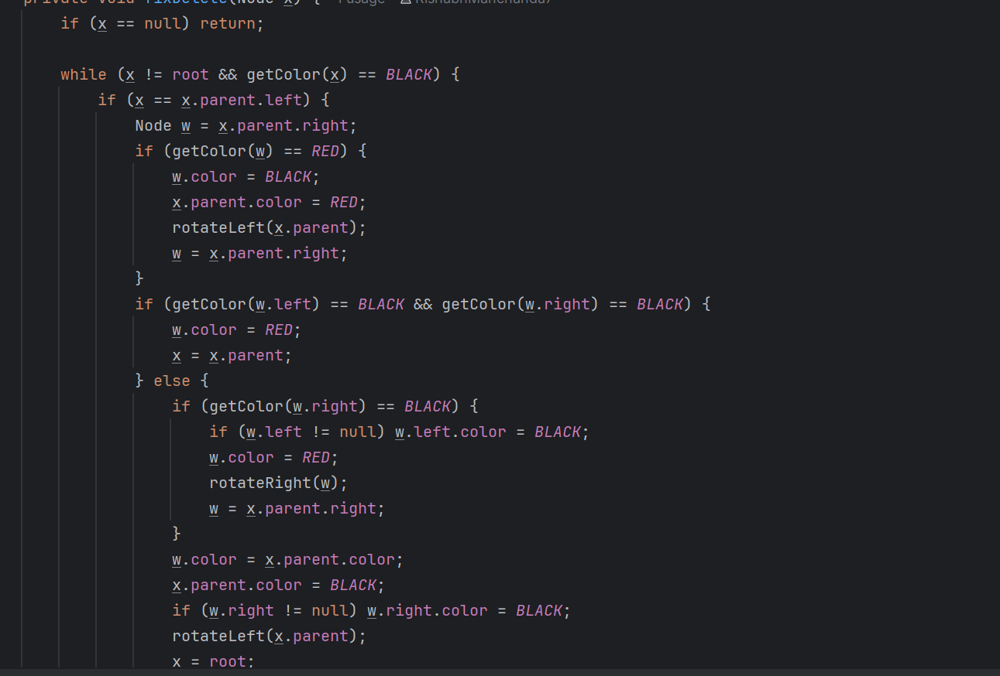 private void fixDelete(Node x) { 1 usage RishabhManchanda7
if (x == null) return;
while (x != root && getColor(x) == BLACK) {
if (x == x.parent.left) {
Node w = x.parent.right;
if (getColor(w) == RED) {
w.color = BLACK;
x.parent.color = RED;
rotateLeft(x.parent);
w = x.parent.right;
}
if (getColor(w.left) == BLACK && getColor(w.right) == BLACK) {
w.color = RED;
x = x.parent;
} else {
if (getColor(w.right) == BLACK) {
if (w.left != null) w.left.color = BLACK;
w.color = RED;
rotateRight(w);
w = x.parent.right;
}
w.color = x.parent.color;
x.parent.color = BLACK;
if (w.right != null) w.right.color = BLACK;
rotateLeft(x.parent);
x = root;